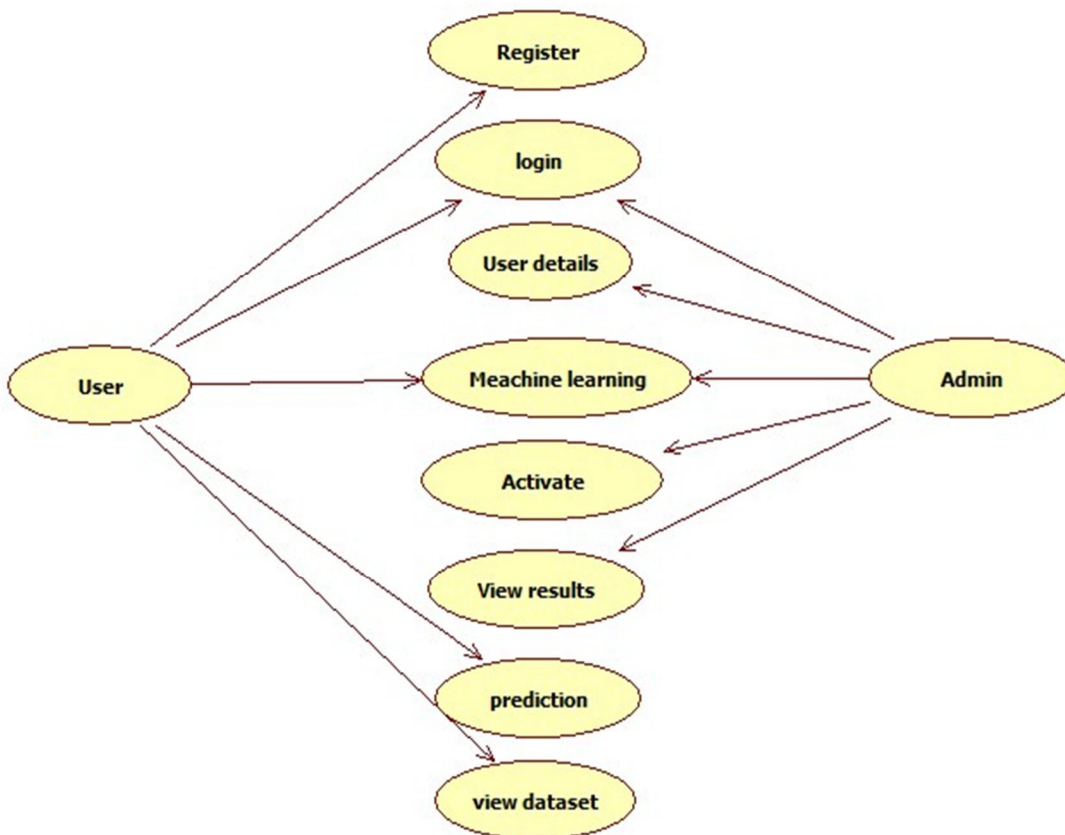 Register
login
User details
User
Meachine learning
Admin
Activate
View results
prediction
view dataset